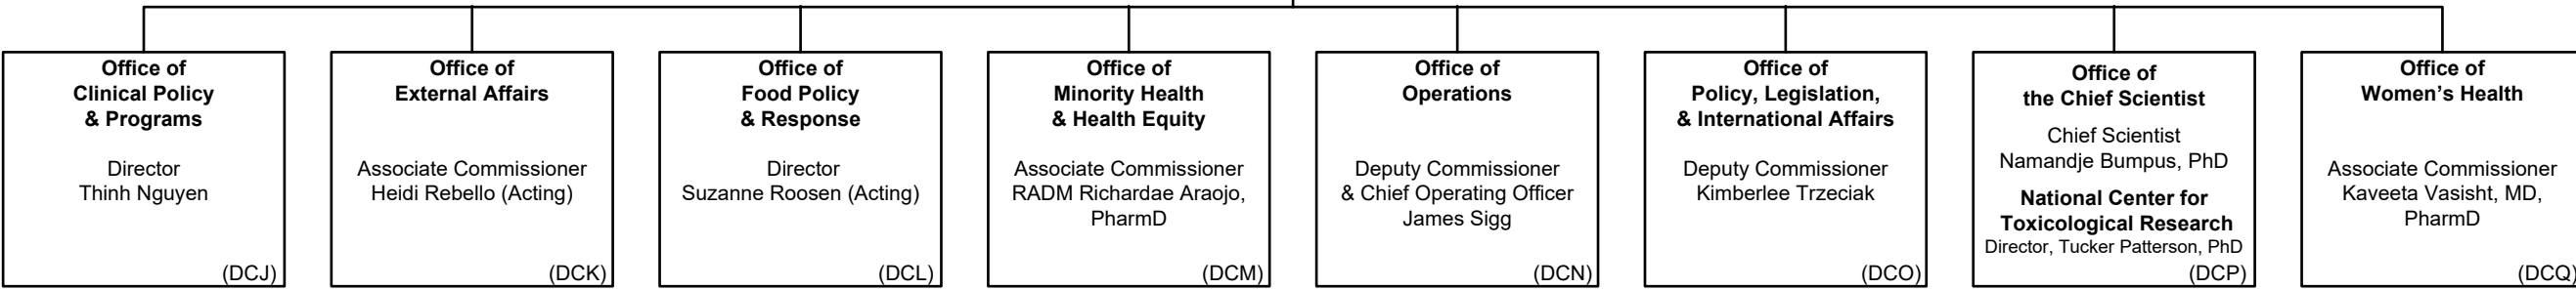 Office of
Clinical Policy
& Programs
Director
Thinh Nguyen
(DCJ)
Office of
External Affairs
Associate Commissioner
Heidi Rebello (Acting)
(DCK)
Office of
Food Policy
& Response
Director
Suzanne Roosen (Acting)
(DCL)
Office of
Minority Health
& Health Equity
Associate Commissioner
RADM Richardae Araojo,
PharmD
(DCM)
Office of
Operations
Deputy Commissioner
& Chief Operating Officer
James Sigg
(DCN)
Office of
Policy, Legislation,
& International Affairs
Deputy Commissioner
Kimberlee Trzeciak
(DCO)
Office of
the Chief Scientist
Chief Scientist
Namandje Bumpus, PhD
National Center for
Toxicological Research
Director, Tucker Patterson, PhD
(DCP)
Office of
Women’s Health
Associate Commissioner
Kaveeta Vasisht, MD,
PharmD
(DCQ)